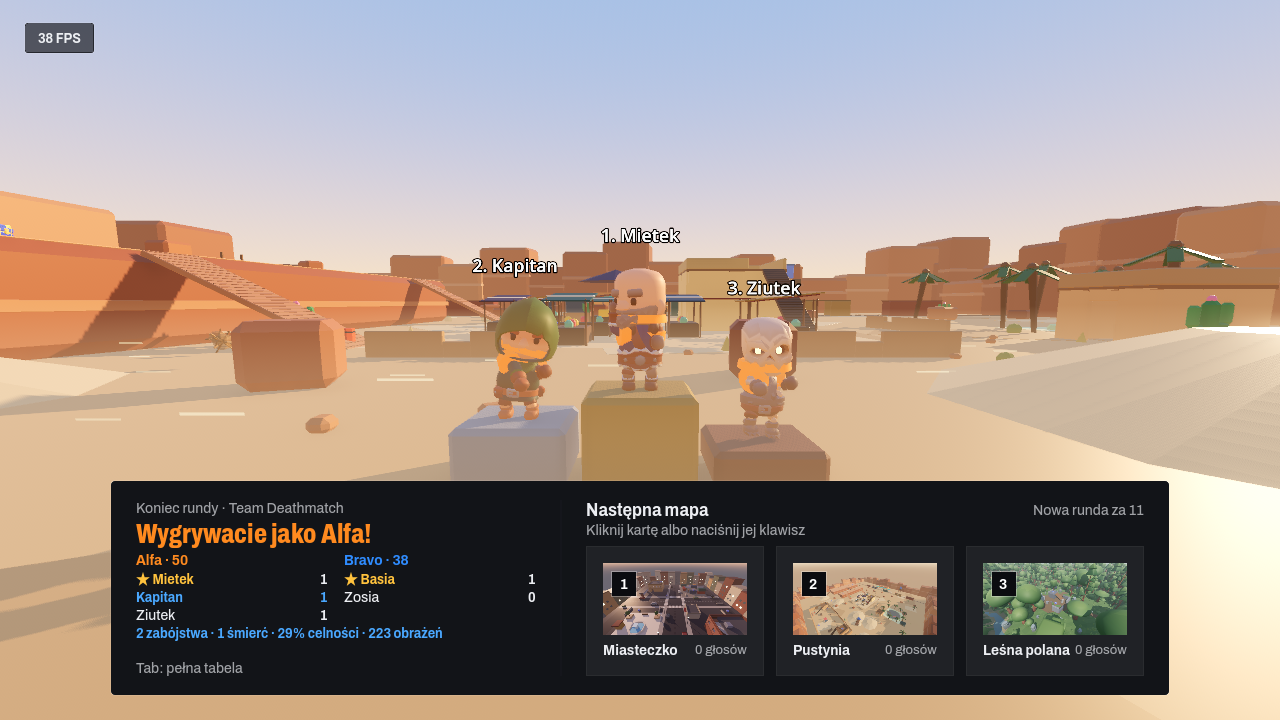 38 FPS
1. Mietek
2. Kapitan
3. Ziutek
Koniec rundy · Team Deathmatch
Wygrywacie jako Alfa!
Alfa · 50
★ Mietek 1
Kapitan 1
Ziutek 1
Bravo · 38
★ Basia 1
Zosia 0
2 zabójstwa · 1 śmierć · 29% celności · 223 obrażeń
Tab: pełna tabela
Następna mapa
Nowa runda za 11
Kliknij kartę albo naciśnij jej klawisz
1
Miasteczko 0 głosów
2
Pustynia 0 głosów
3
Leśna polana 0 głosów